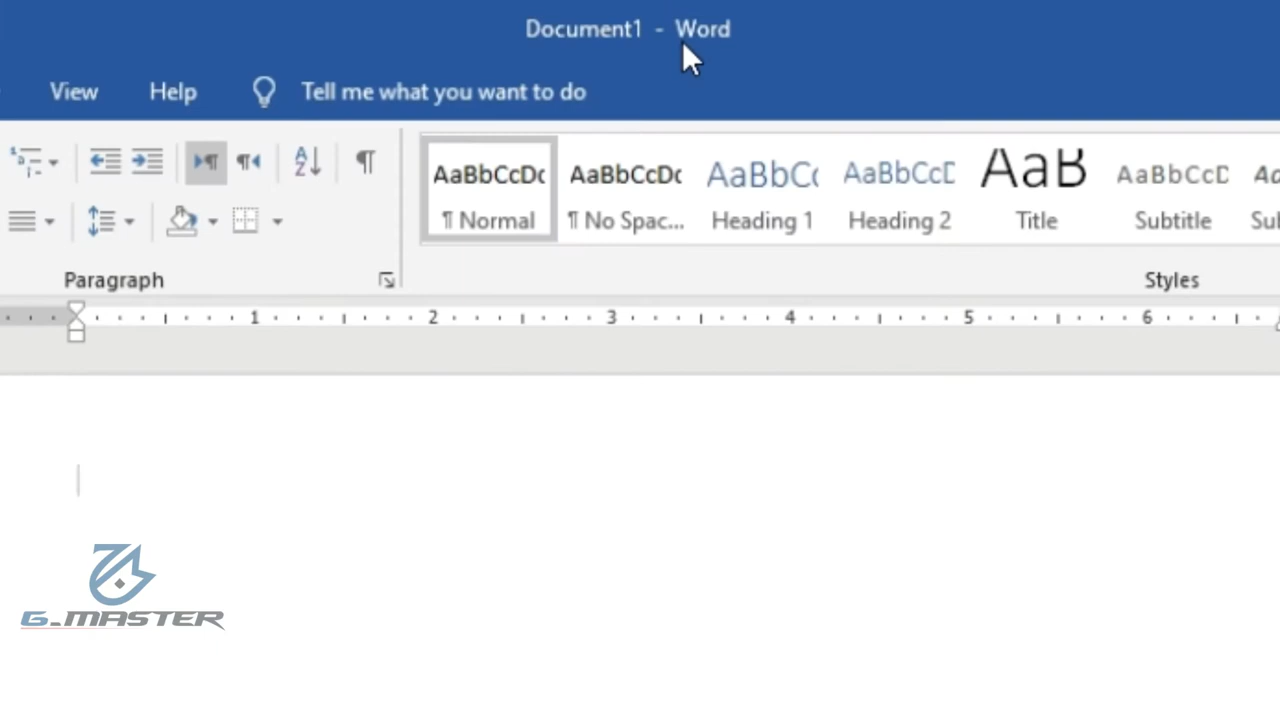 Document1 - Word
View Help Tell me what you want to do
AaBbCcDc AaBbCcDc AaBbCc AaBbCcD AaB AaBbCcD
¶ Normal ¶ No Spac... Heading 1 Heading 2 Title Subtitle
Paragraph Styles
1 2 3 4 5 6
G-MASTER